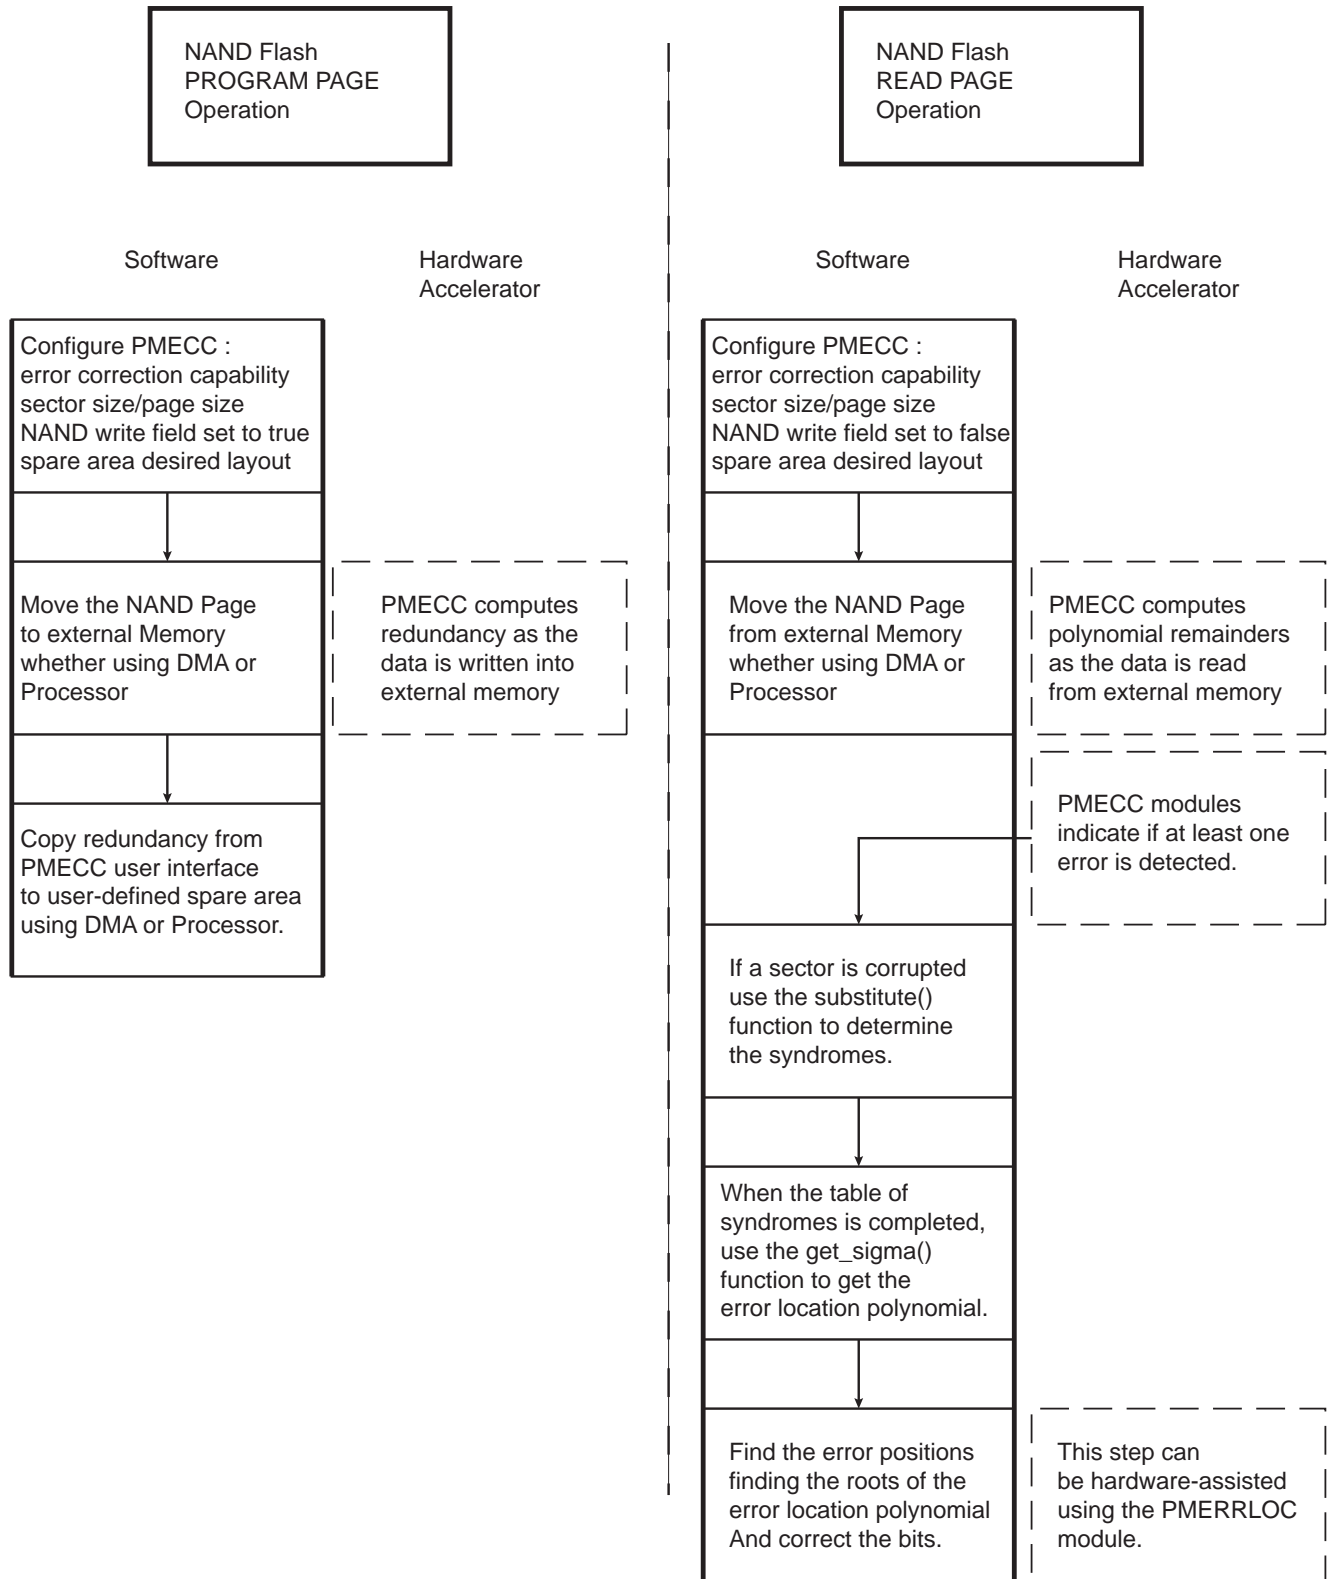 NAND Flash
PROGRAM PAGE
Operation
Software
Hardware
Accelerator
Configure PMECC :
error correction capability
sector size/page size
NAND write field set to true
spare area desired layout
Move the NAND Page
to external Memory
whether using DMA or
Processor
PMECC computes
redundancy as the
data is written into
external memory
Copy redundancy from
PMECC user interface
to user-defined spare area
using DMA or Processor.
NAND Flash
READ PAGE
Operation
Software
Hardware
Accelerator
Configure PMECC :
error correction capability
sector size/page size
NAND write field set to false
spare area desired layout
Move the NAND Page
from external Memory
whether using DMA or
Processor
PMECC computes
polynomial remainders
as the data is read
from external memory
PMECC modules
indicate if at least one
error is detected.
If a sector is corrupted
use the substitute()
function to determine
the syndromes.
When the table of
syndromes is completed,
use the get_sigma()
function to get the
error location polynomial.
Find the error positions
finding the roots of the
error location polynomial
And correct the bits.
This step can
be hardware-assisted
using the PMERRLOC
module.